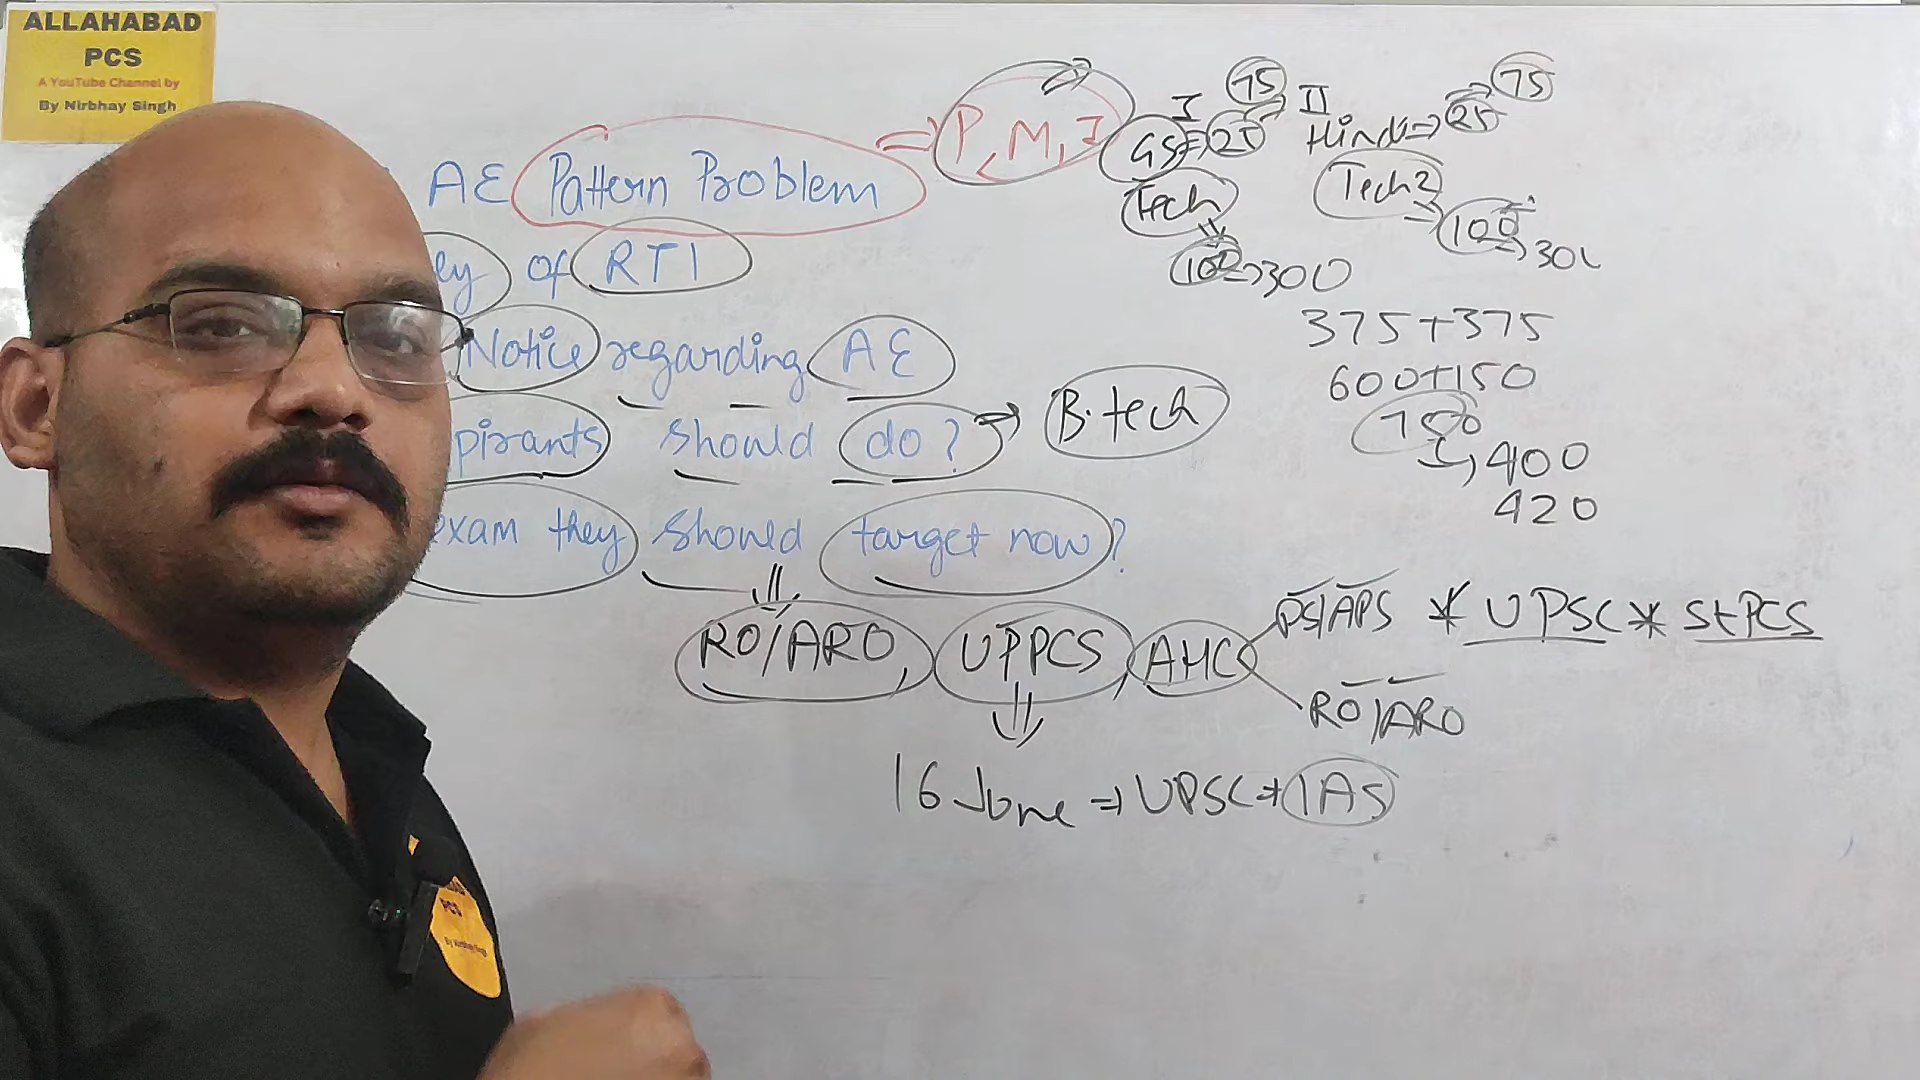 ALLAHABAD
PCS
A YouTube Channel by
By Nirbhay Singh
AE Pattern Problem ⇒ P, M, I
I 75 II 75
GS ⇒ 25 Hindi ⇒ 25
Tech Tech 2
100 ⇒ 300 100 ⇒ 300
of RTI
375+375
Notice regarding AE
600+150
750
pirants should do? → B.tech
400
420
exam they should target now?
RO/ARO, UPPCS, AHC
PS/APS * UPSC * St PCS
RO/ARO
16 June ⇒ UPSC → IAS
PCS